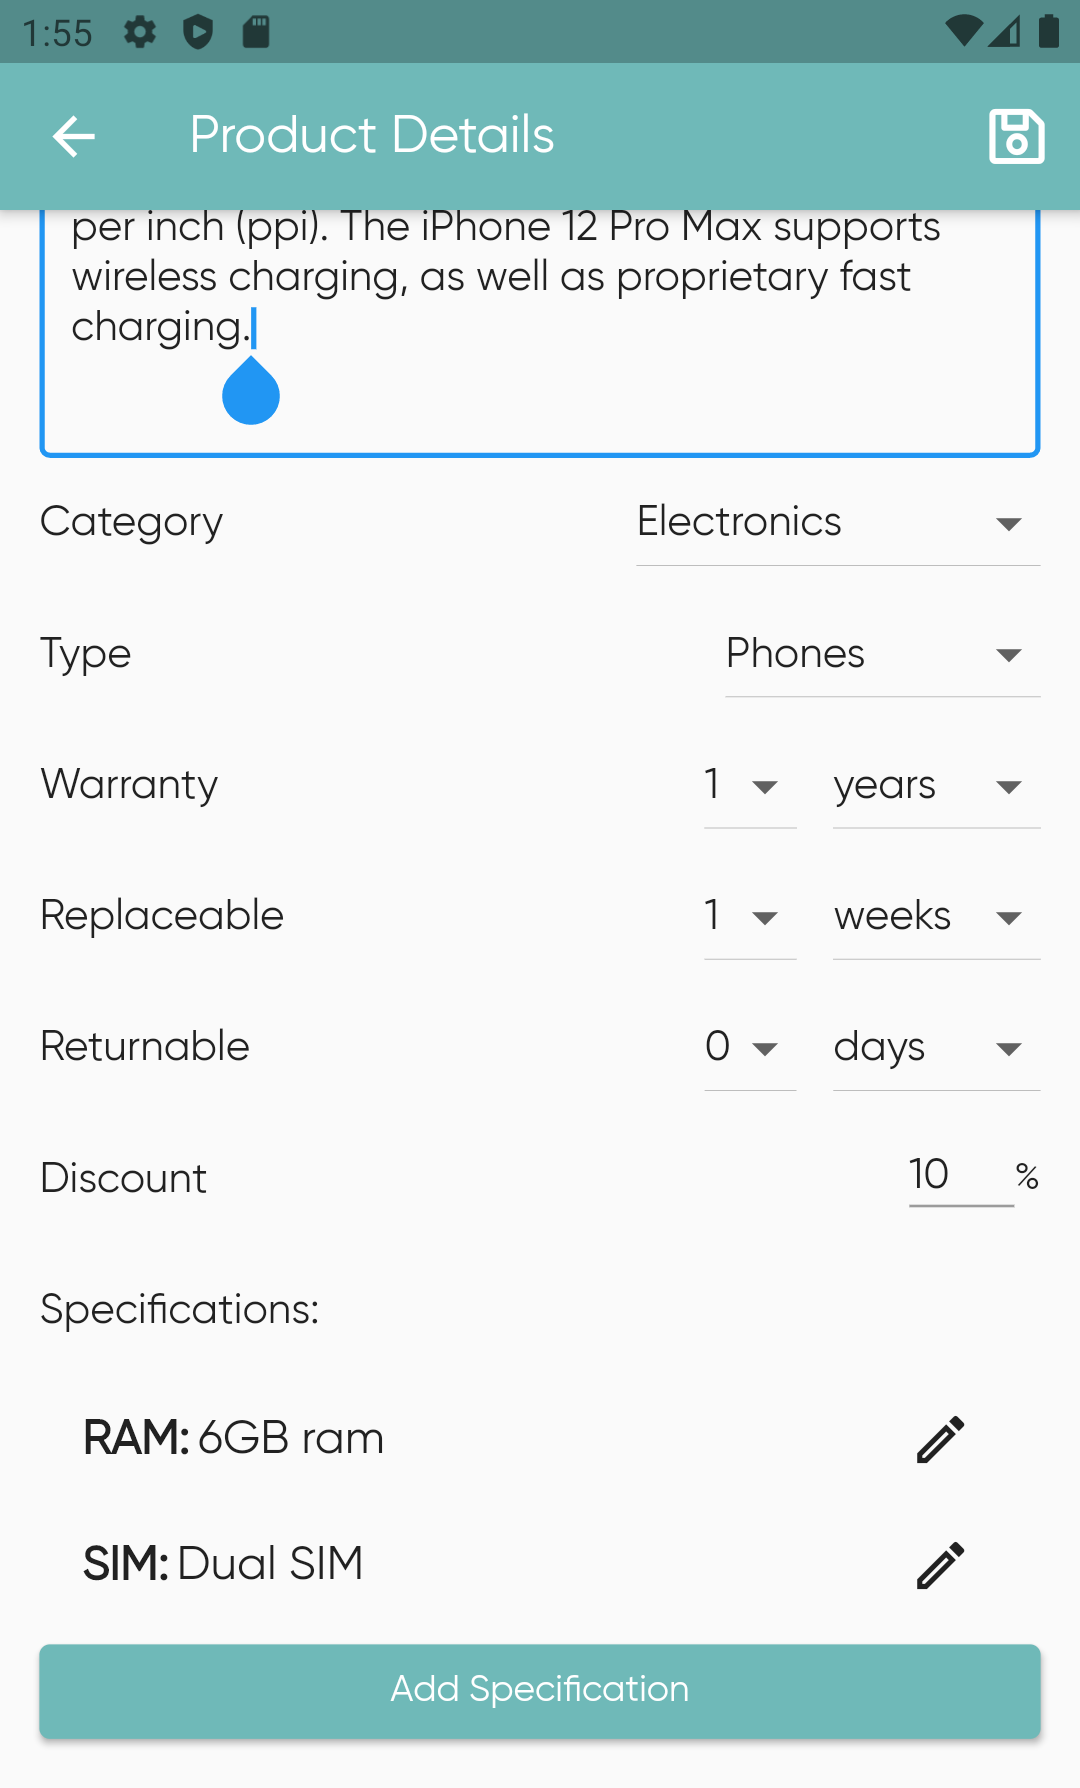 1:55
Product Details
per inch (ppi). The iPhone 12 Pro Max supports
wireless charging, as well as proprietary fast
charging.
Category Electronics
Type Phones
Warranty 1 years
Replaceable 1 weeks
Returnable 0 days
Discount 10 %
Specifications:
RAM: 6GB ram
SIM: Dual SIM
Add Specification